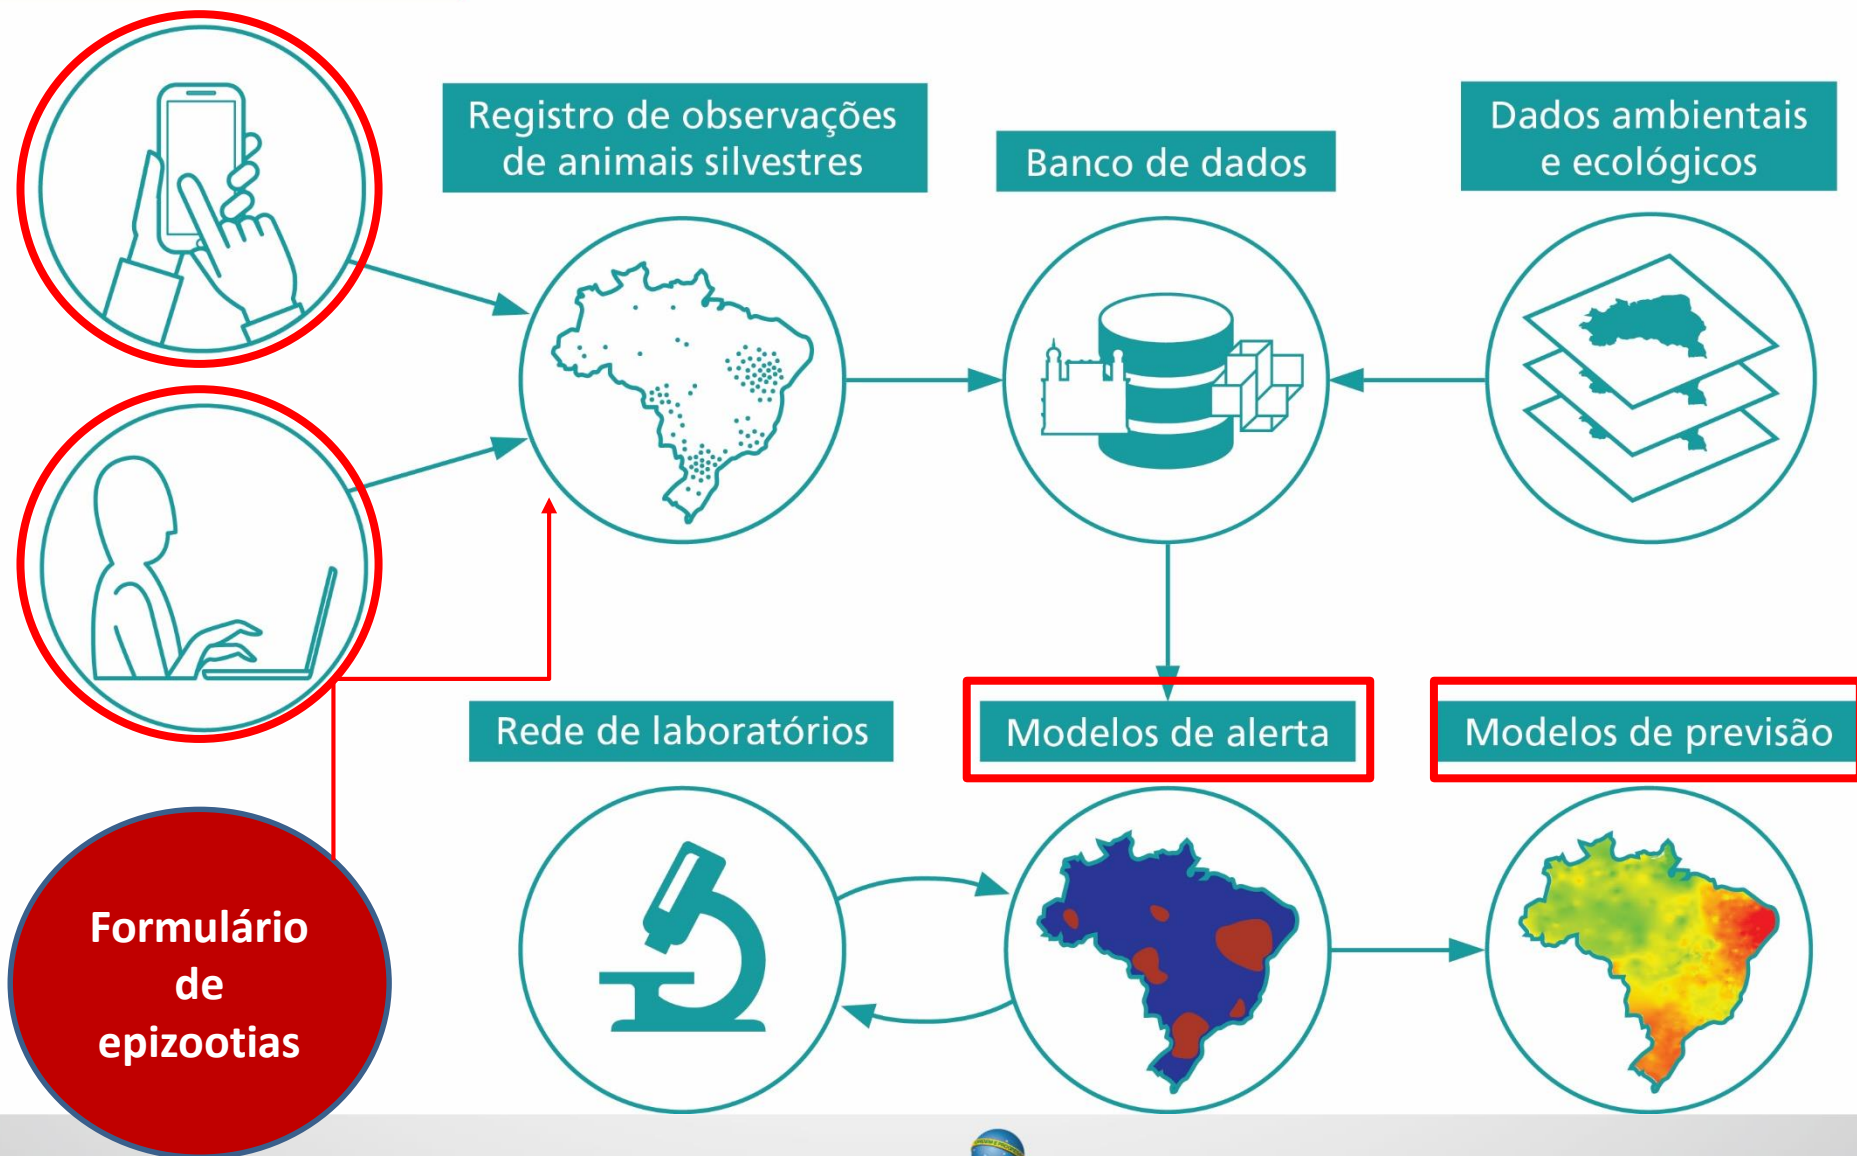 Registro de observações
de animais silvestres
Banco de dados
Dados ambientais
e ecológicos
Rede de laboratórios
Modelos de alerta
Modelos de previsão
Formulário
de
epizootias